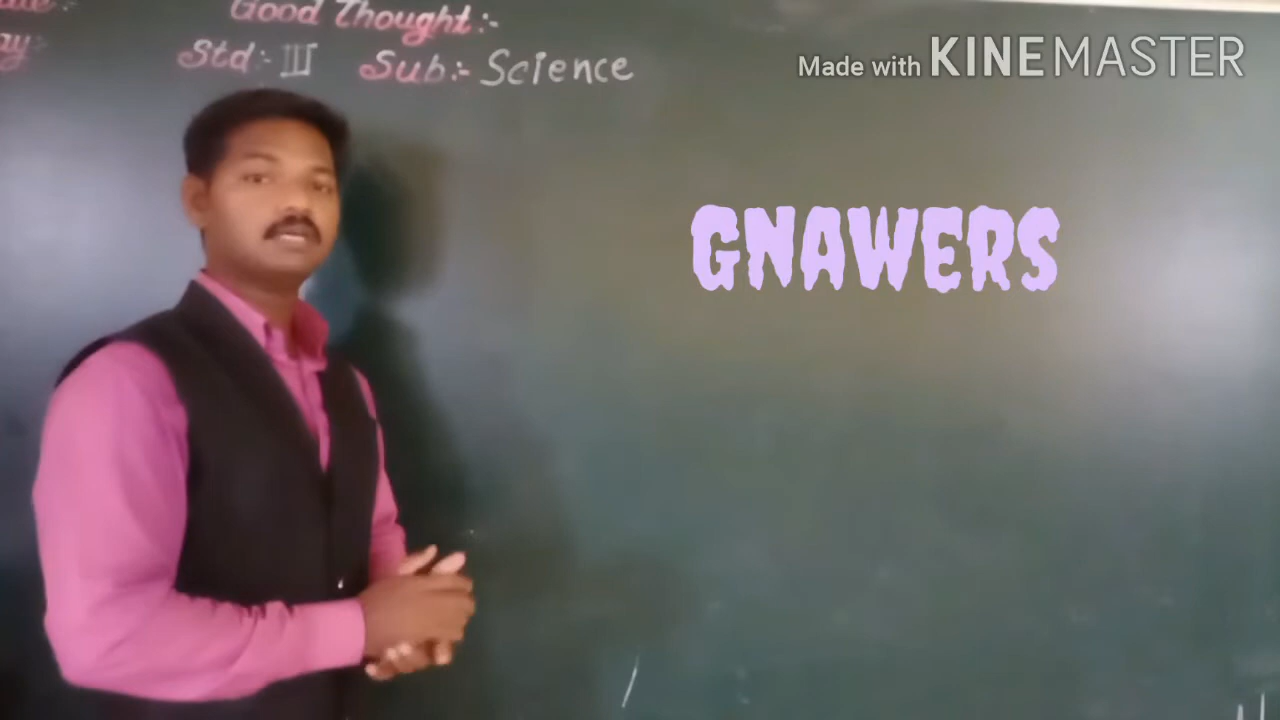 Good Thought:-
Std:- III Sub:- Science
Made with KINEMASTER
GNAWERS